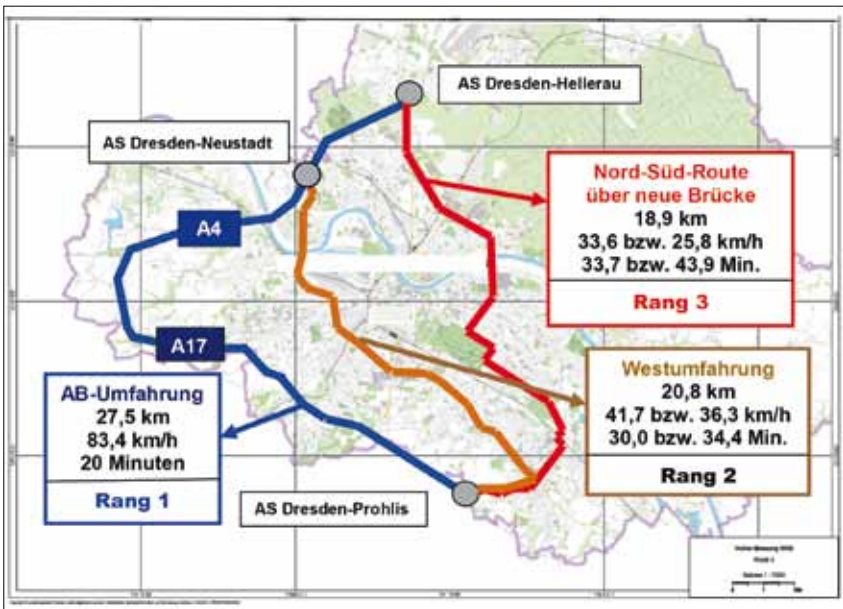 AS Dresden-Hellerau
AS Dresden-Neustadt
Nord-Süd-Route
über neue Brücke
18,9 km
33,6 bzw. 25,8 km/h
33,7 bzw. 43,9 Min.
Rang 3
A4
A17
AB-Umfahrung
27,5 km
83,4 km/h
20 Minuten
Rang 1
Westumfahrung
20,8 km
41,7 bzw. 36,3 km/h
30,0 bzw. 34,4 Min.
Rang 2
AS Dresden-Prohlis